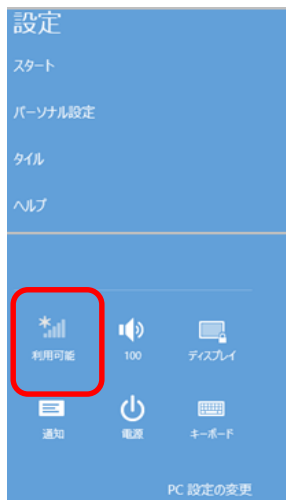 設定
スタート
パーソナル設定
タイル
ヘルプ
利用可能
100
ディスプレイ
通知
電源
キーボード
PC 設定の変更